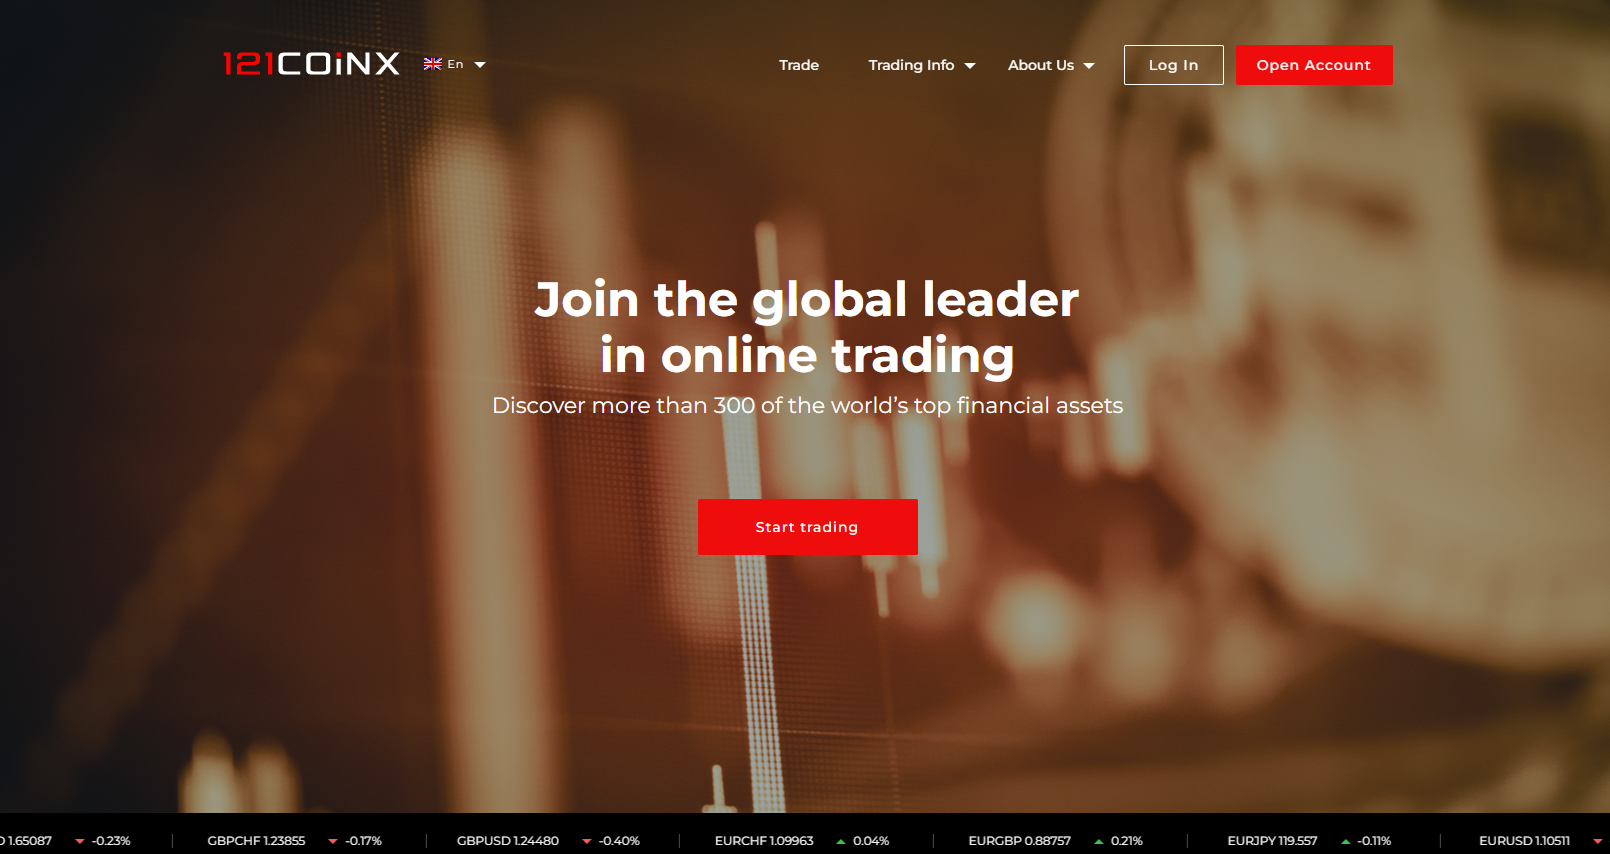 121COiNX
En
Trade
Trading Info
About Us
Log In
Open Account
Join the global leader
in online trading
Discover more than 300 of the world’s top financial assets
Start trading
1.65087 -0.23% GBPCHF 1.23855 -0.17% GBPUSD 1.24480 -0.40% EURCHF 1.09963 0.04% EURGBP 0.88757 0.21% EURJPY 119.557 -0.11% EURUSD 1.10511